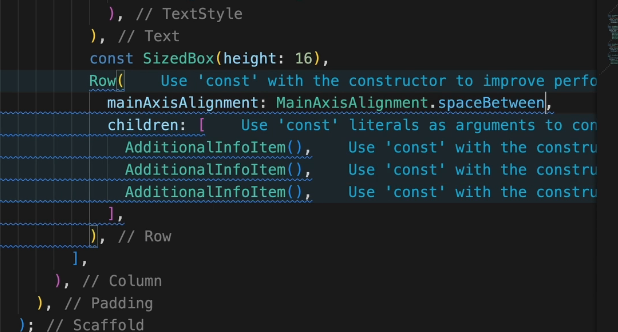 ), // TextStyle
), // Text
const SizedBox(height: 16),
Row( Use 'const' with the constructor to improve perfo
mainAxisAlignment: MainAxisAlignment.spaceBetween,
children: [ Use 'const' literals as arguments to con
AdditionalInfoItem(), Use 'const' with the constru
AdditionalInfoItem(), Use 'const' with the constru
AdditionalInfoItem(), Use 'const' with the constru
],
), // Row
],
), // Column
), // Padding
); // Scaffold